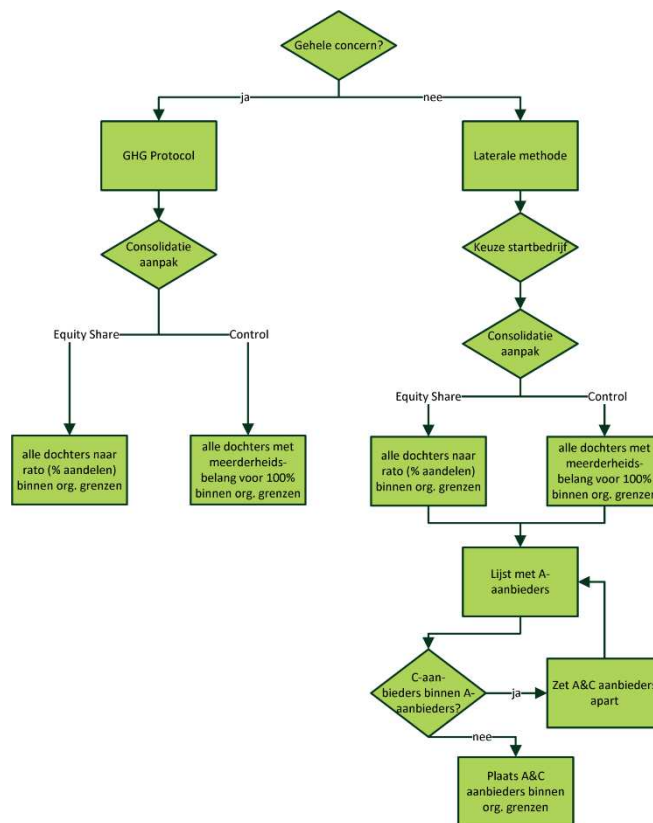 Gehele concern?
ja
nee
GHG Protocol
Laterale methode
Consolidatie
aanpak
Keuze startbedrijf
Equity Share
Control
Consolidatie
aanpak
Equity Share
Control
alle dochters naar
rato (% aandelen)
binnen org. grenzen
alle dochters met
meerderheids-
belang voor 100%
binnen org. grenzen
alle dochters naar
rato (% aandelen)
binnen org. grenzen
alle dochters met
meerderheids-
belang voor 100%
binnen org. grenzen
Lijst met A-
aanbieders
C-aan-
bieders binnen A-
aanbieders?
ja
Zet A&C aanbieders
apart
nee
Plaats A&C
aanbieders binnen
org. grenzen